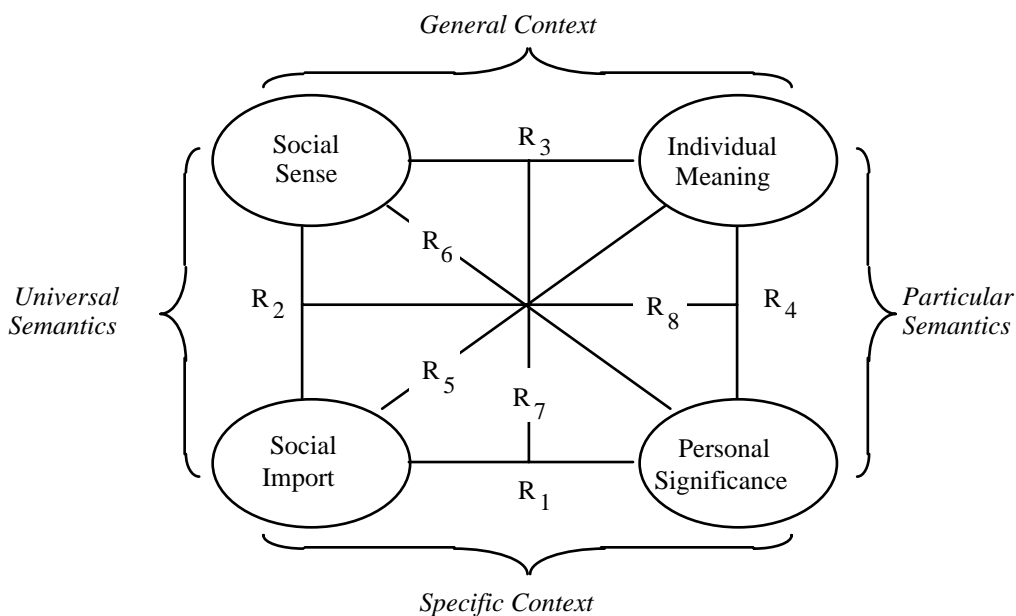 General Context
Social
Sense
R3
Individual
Meaning
R6
Universal
Semantics
R2
R8
R4
Particular
Semantics
R5
R7
Social
Import
R1
Personal
Significance
Specific Context